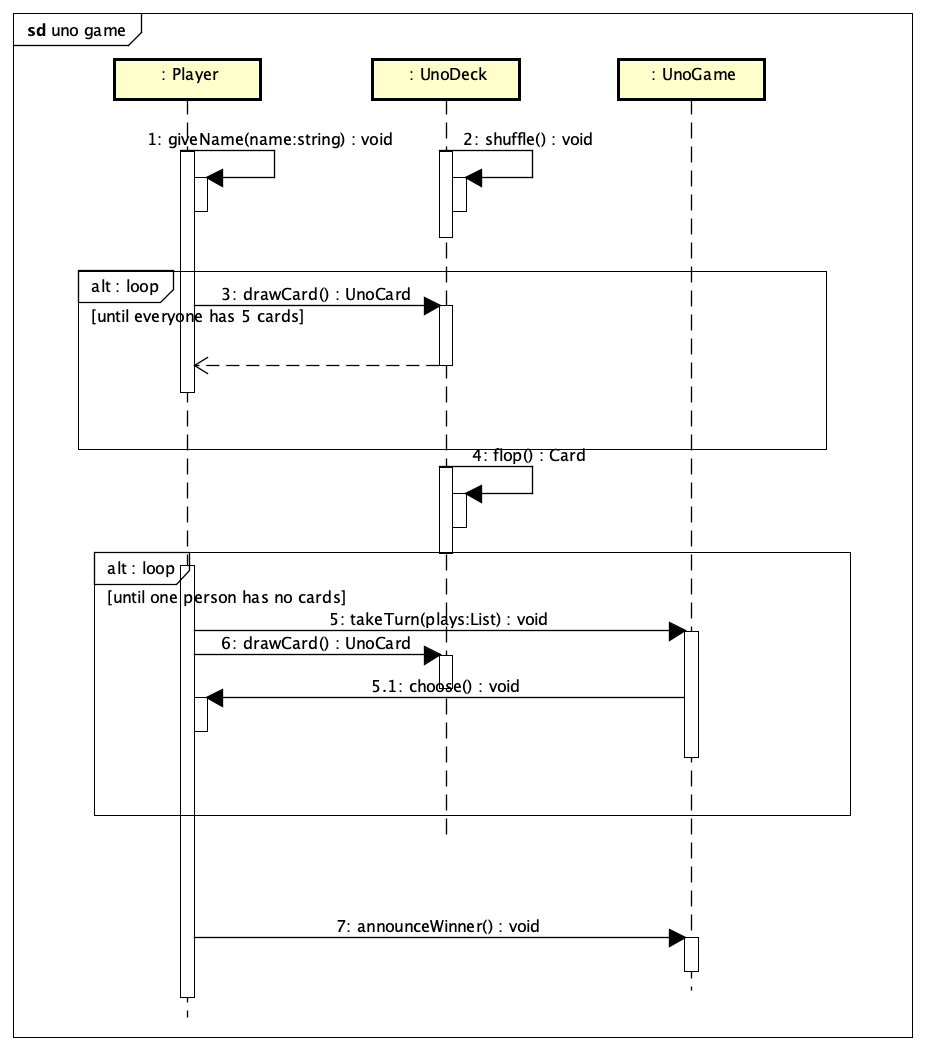 sd uno game
: Player
: UnoDeck
: UnoGame
1: giveName(name:string) : void
2: shuffle() : void
alt : loop
3: drawCard() : UnoCard
[until everyone has 5 cards]
4: flop() : Card
alt : loop
[until one person has no cards]
5: takeTurn(plays:List) : void
6: drawCard() : UnoCard
5.1: choose() : void
7: announceWinner() : void